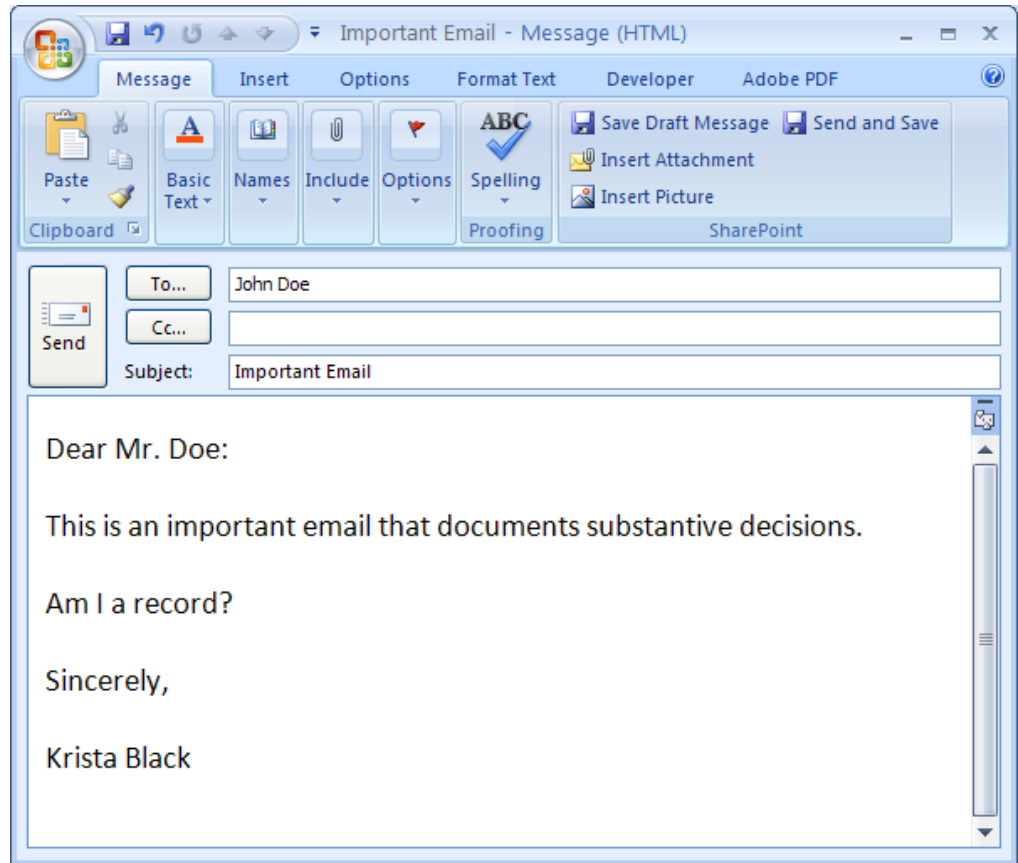 Important Email - Message (HTML)
Message Insert Options Format Text Developer Adobe PDF
Paste
Basic Text
Names
Include
Options
ABC
Spelling
Save Draft Message Send and Save
Insert Attachment
Insert Picture
Clipboard Proofing SharePoint
Send
To... John Doe
Cc...
Subject: Important Email
Dear Mr. Doe:
This is an important email that documents substantive decisions.
Am I a record?
Sincerely,
Krista Black